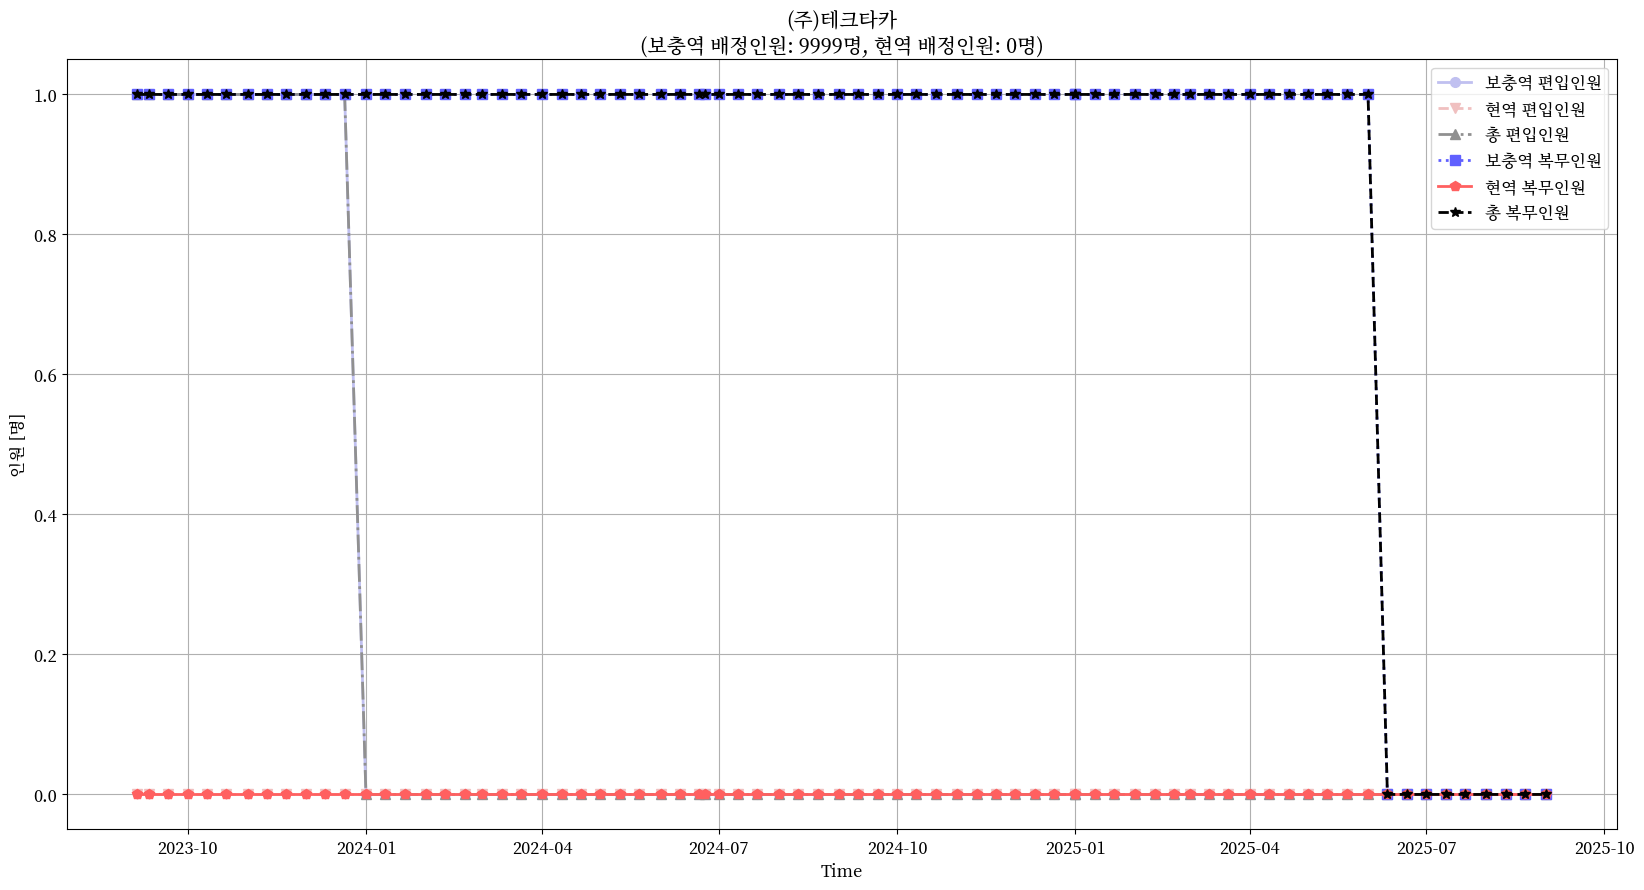 (주)테크타카
(보충역 배정인원: 9999명, 현역 배정인원: 0명)
보충역 편입인원
현역 편입인원
총 편입인원
보충역 복무인원
현역 복무인원
총 복무인원
인원 [명]
1.0
0.8
0.6
0.4
0.2
0.0
2023-10 2024-01 2024-04 2024-07 2024-10 2025-01 2025-04 2025-07 2025-10
Time